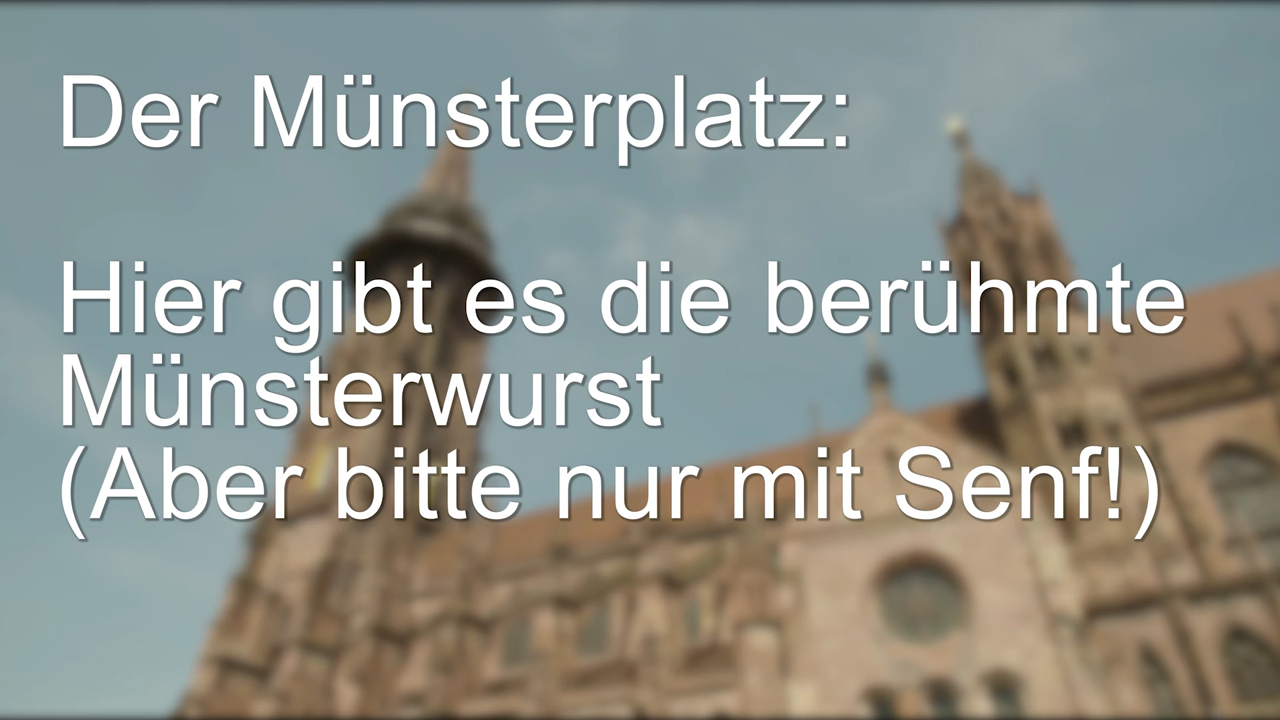 Der Münsterplatz:
Hier gibt es die berühmte
Münsterwurst
(Aber bitte nur mit Senf!)